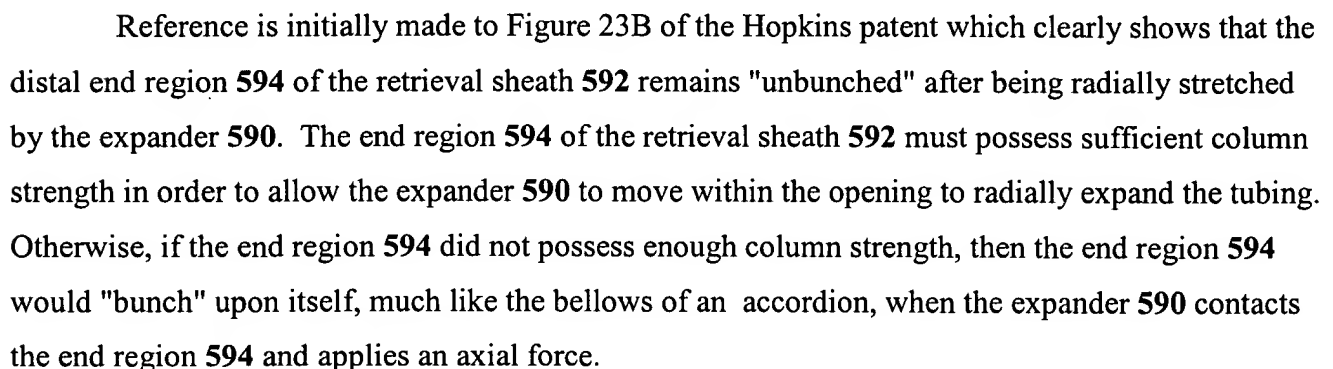 Reference is initially made to Figure 23B of the Hopkins patent which clearly shows that the
distal end region 594 of the retrieval sheath 592 remains "unbunched" after being radially stretched
by the expander 590. The end region 594 of the retrieval sheath 592 must possess sufficient column
strength in order to allow the expander 590 to move within the opening to radially expand the tubing.
Otherwise, if the end region 594 did not possess enough column strength, then the end region 594
would "bunch" upon itself, much like the bellows of an accordion, when the expander 590 contacts
the end region 594 and applies an axial force.